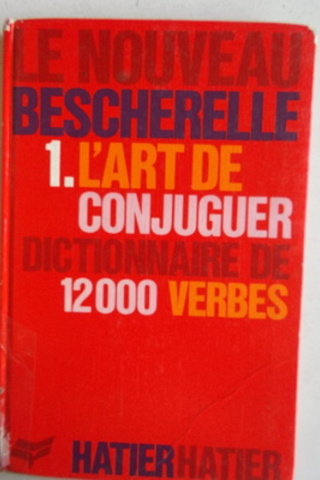 LE NOUVEAU
BESCHERELLE
1. L'ART DE
CONJUGUER
DICTIONNAIRE DE
12000 VERBES
HATIER HATIER